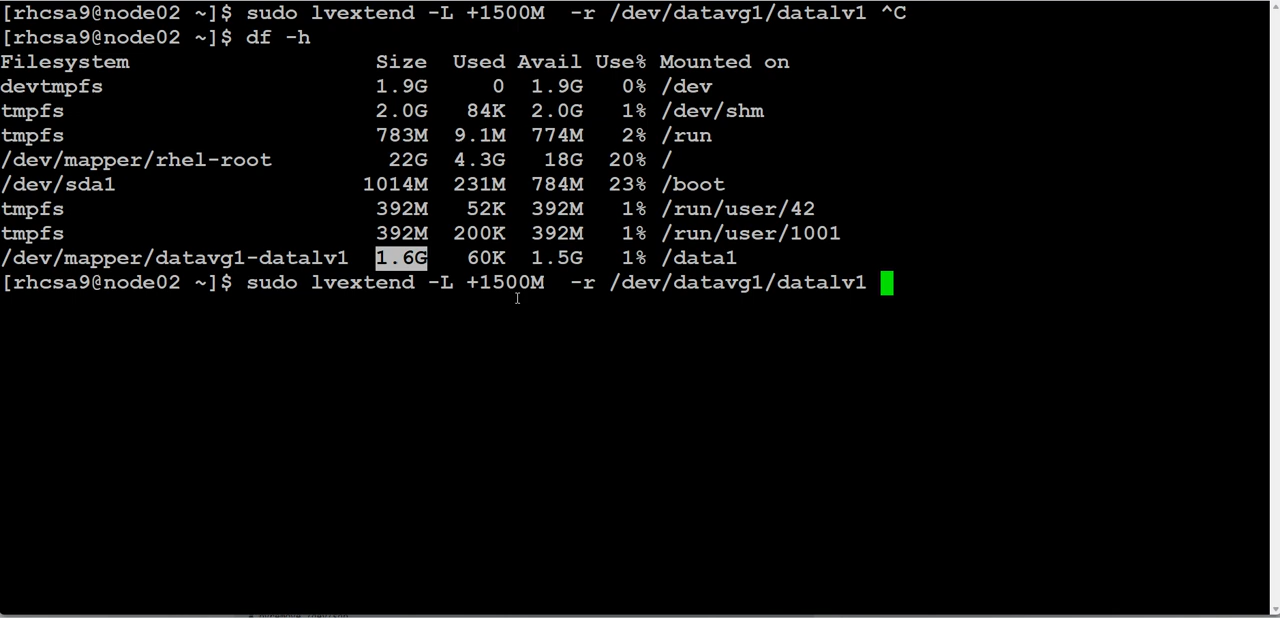 [rhcsa9@node02 ~]$ sudo lvextend -L +1500M  -r /dev/datavg1/datalv1 ^C
[rhcsa9@node02 ~]$ df -h
Filesystem                   Size  Used Avail Use% Mounted on
devtmpfs                     1.9G     0  1.9G   0% /dev
tmpfs                        2.0G   84K  2.0G   1% /dev/shm
tmpfs                        783M  9.1M  774M   2% /run
/dev/mapper/rhel-root         22G  4.3G   18G  20% /
/dev/sda1                   1014M  231M  784M  23% /boot
tmpfs                        392M   52K  392M   1% /run/user/42
tmpfs                        392M  200K  392M   1% /run/user/1001
/dev/mapper/datavg1-datalv1  1.6G   60K  1.5G   1% /data1
[rhcsa9@node02 ~]$ sudo lvextend -L +1500M  -r /dev/datavg1/datalv1